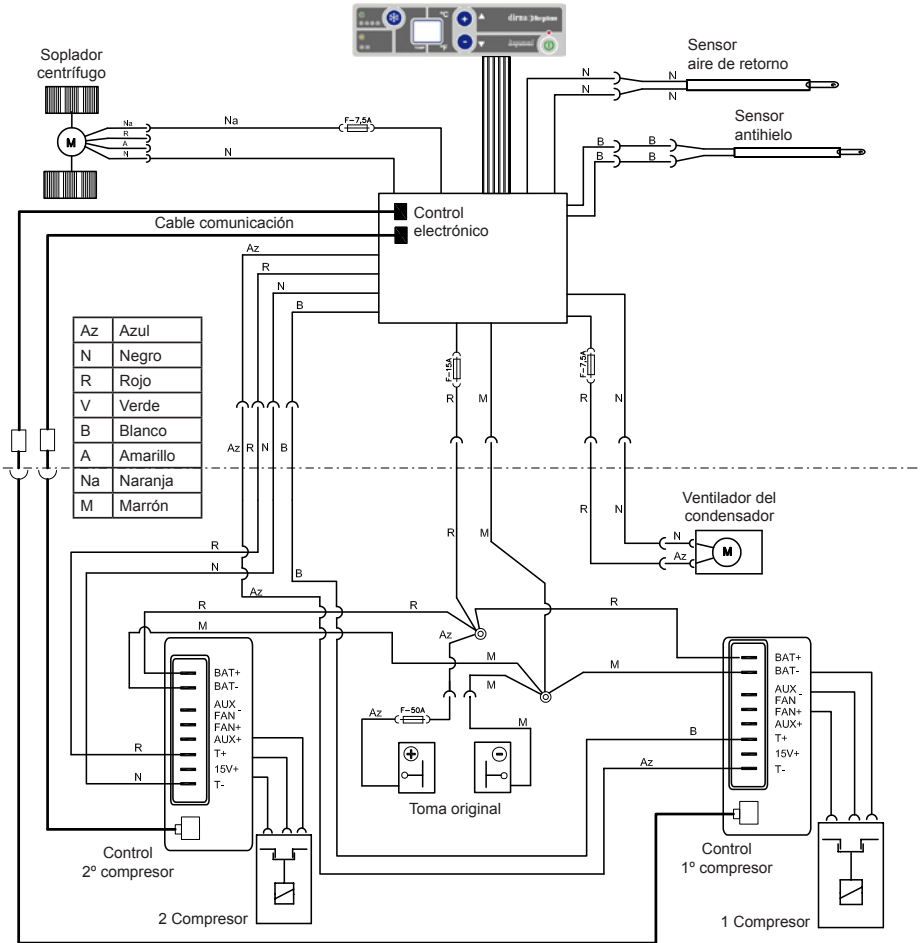 °C
dirna Bergstrom
°F
Soplador
centrífugo
Sensor
aire de retorno
Sensor
antihielo
M
Na
R
A
N
Na
F-7,5A
N
N
N
N
N
B
B
B
B
Control
electrónico
Cable comunicación
Az
R
N
B
Az Azul
N Negro
R Rojo
V Verde
B Blanco
A Amarillo
Na Naranja
M Marrón
F-15A
F-7,5A
R
M
R
N
Az
R
N
B
R
M
R
N
Ventilador del
condensador
N
Az
M
R
N
B
Az
R
M
R
Az
R
M
M
M
Az
F-50A
M
B
Az
R
N
BAT+
BAT-
AUX -
FAN
FAN+
AUX+
T+
15V+
T-
BAT+
BAT-
AUX -
FAN
FAN+
AUX+
T+
15V+
T-
Toma original
Control
2º compresor
2 Compresor
Control
1º compresor
1 Compresor